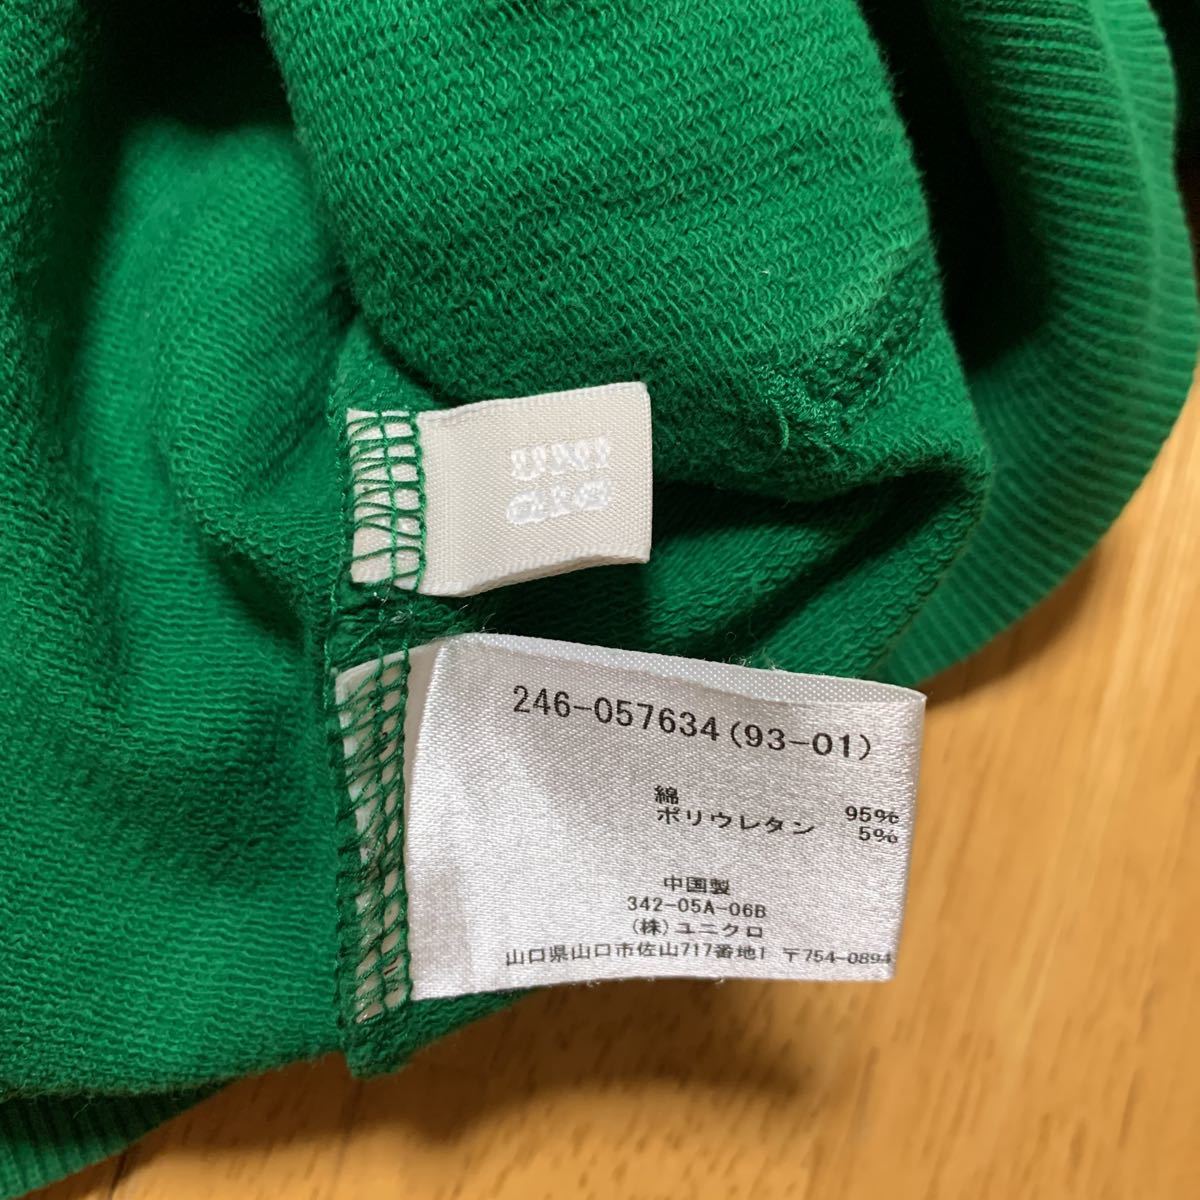 UNI
QLO
246-057634(93-01)
綿 95%
ポリウレタン 5%
中国製
342-05A-06B
(株)ユニクロ
山口県山口市佐山717番地1 〒754-0894